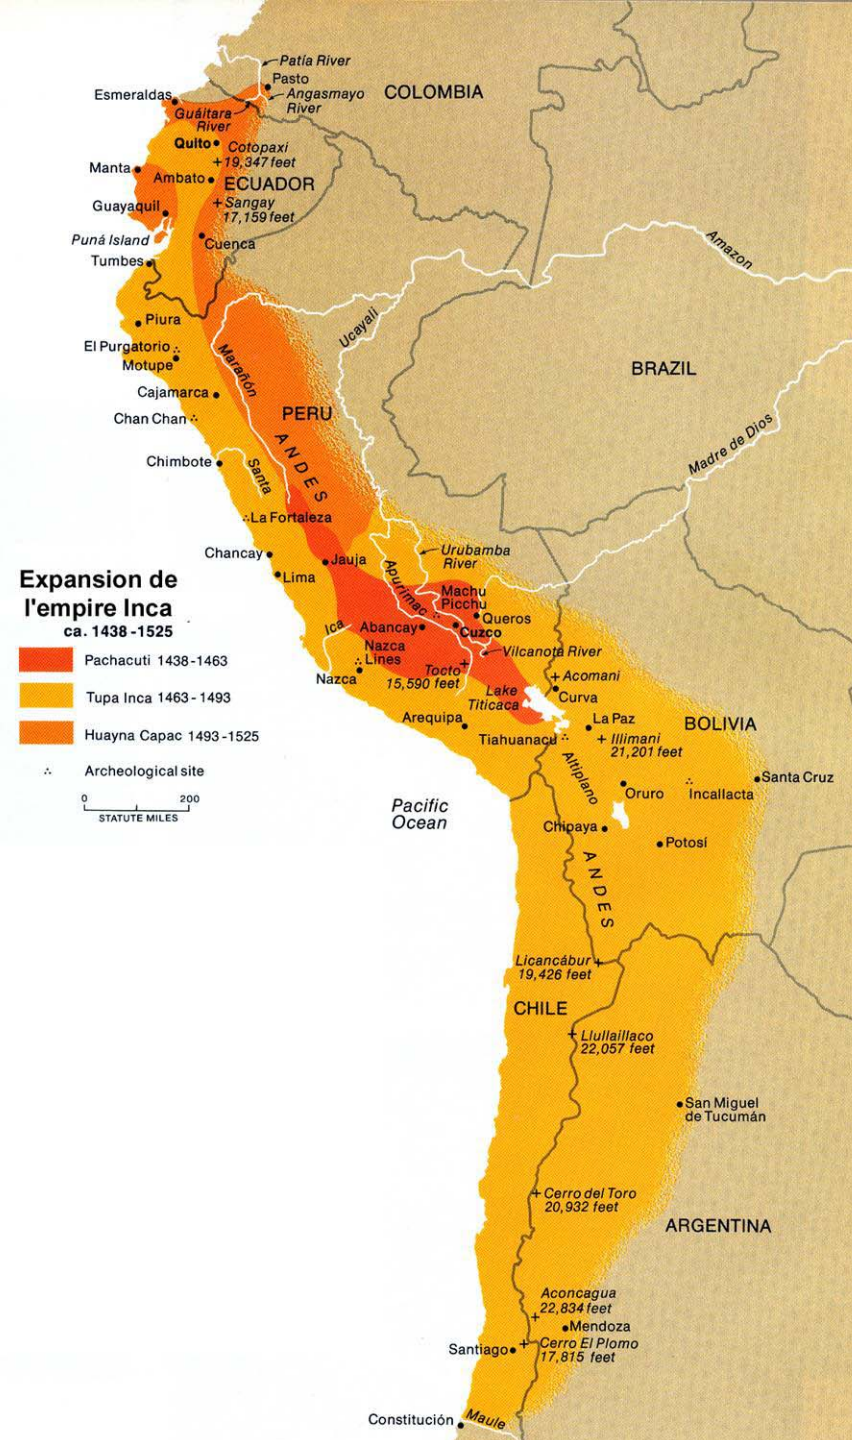 Patía River
Pasto
COLOMBIA
Esmeraldas
Angasmayo
River
Guáitara
River
Quito
Cotopaxi
19,347 feet
Manta
Ambato
ECUADOR
Sangay
17,159 feet
Guayaquil
Puná Island
Cuenca
Tumbes
Amazon
Piura
Ucayali
El Purgatorio
Motupe
Marañón
BRAZIL
Cajamarca
PERU
Chan Chan
ANDES
Madre de Dios
Chimbote
Santa
La Fortaleza
Chancay
Jauja
Urubamba
River
Lima
Apurimac
Expansion de
l'empire Inca
ca. 1438-1525
Pachacuti 1438-1463
Tupa Inca 1463-1493
Huayna Capac 1493-1525
Archeological site
0 200
STATUTE MILES
Machu
Picchu
Queros
Ica
Abancay
Cuzco
Nazca
Lines
Vilcanota River
Nazca
Tocto
15,590 feet
Acomani
Curva
Lake
Titicaca
Arequipa
La Paz
BOLIVIA
Tiahuanacu
Illimani
21,201 feet
Altiplano
Santa Cruz
Oruro
Incallacta
Pacific
Ocean
Chipaya
Potosí
ANDES
Licancábur
19,426 feet
CHILE
Llullaillaco
22,057 feet
San Miguel
de Tucumán
Cerro del Toro
20,932 feet
ARGENTINA
Aconcagua
22,834 feet
Mendoza
Santiago
Cerro El Plomo
17,815 feet
Constitución
Maule